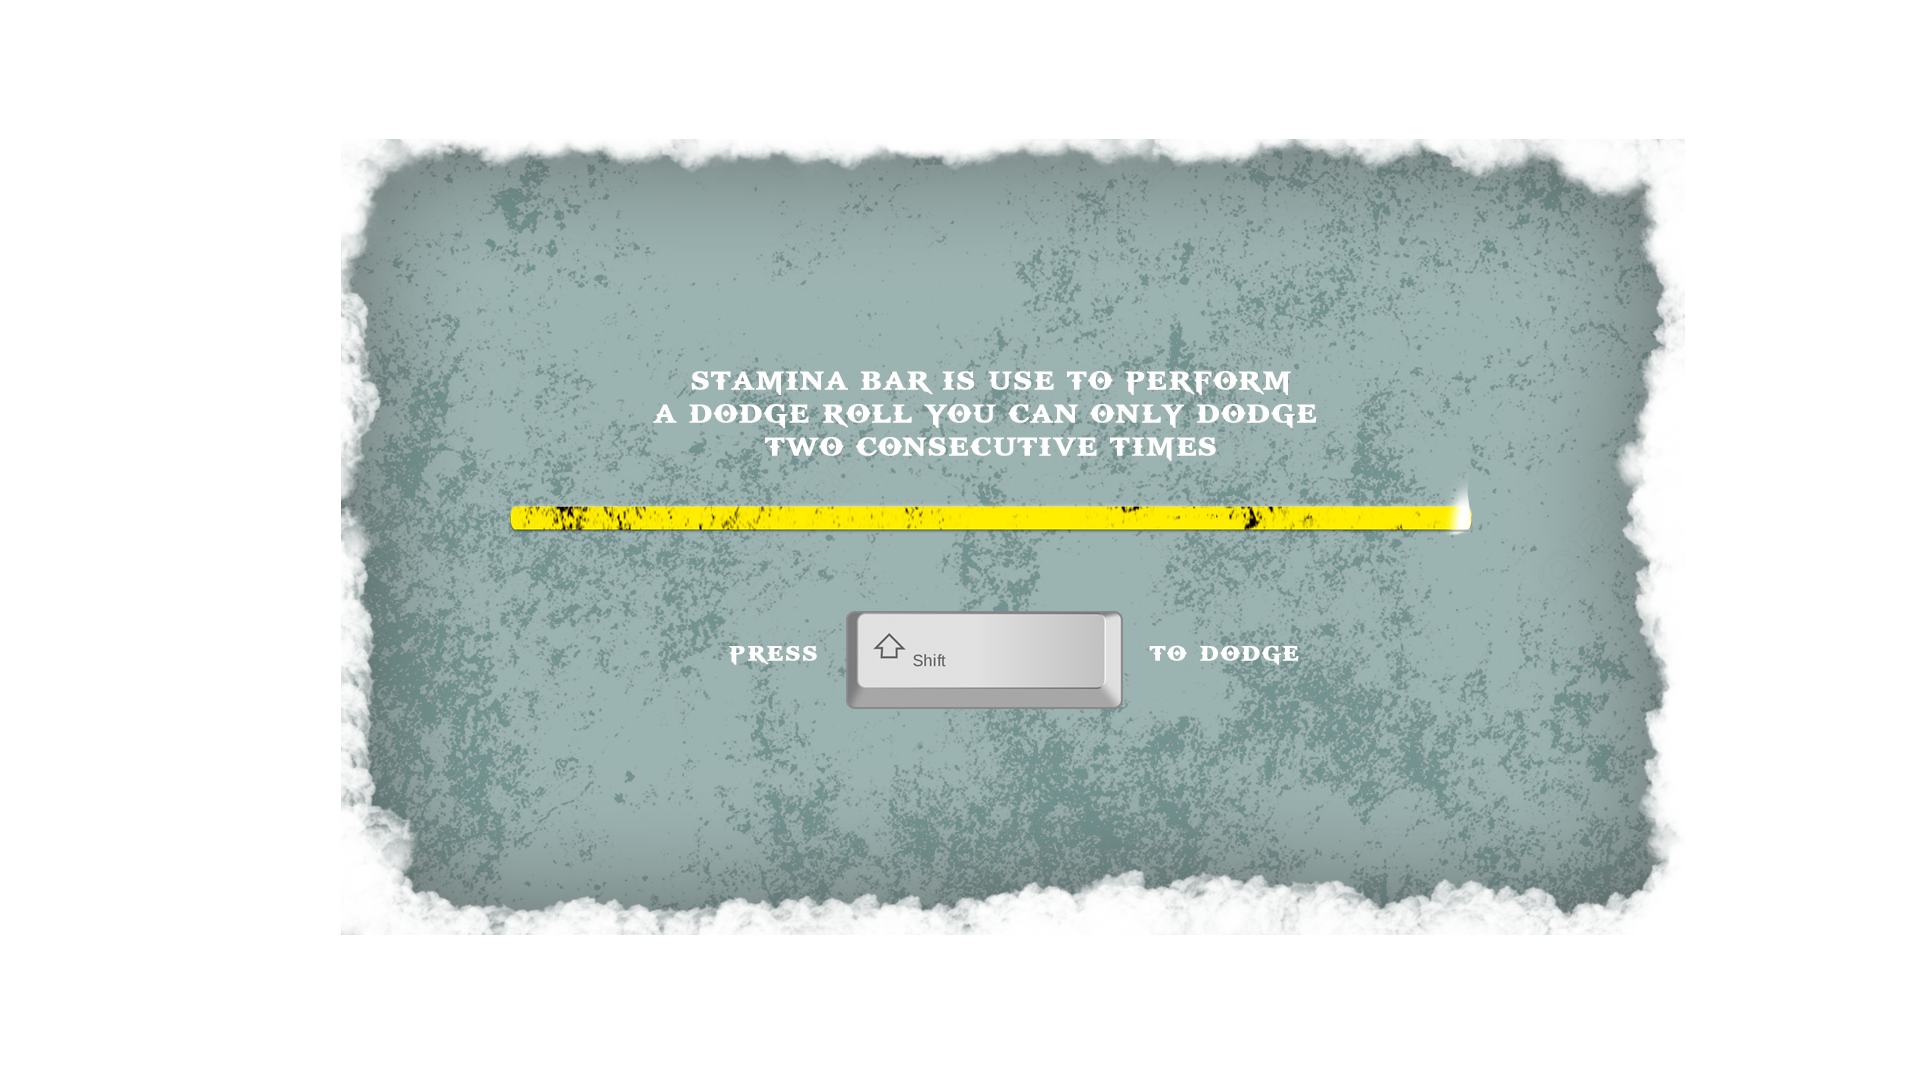 STAMINA BAR IS USE TO PERFORM
A DODGE ROLL YOU CAN ONLY DODGE
TWO CONSECUTIVE TIMES
PRESS Shift TO DODGE